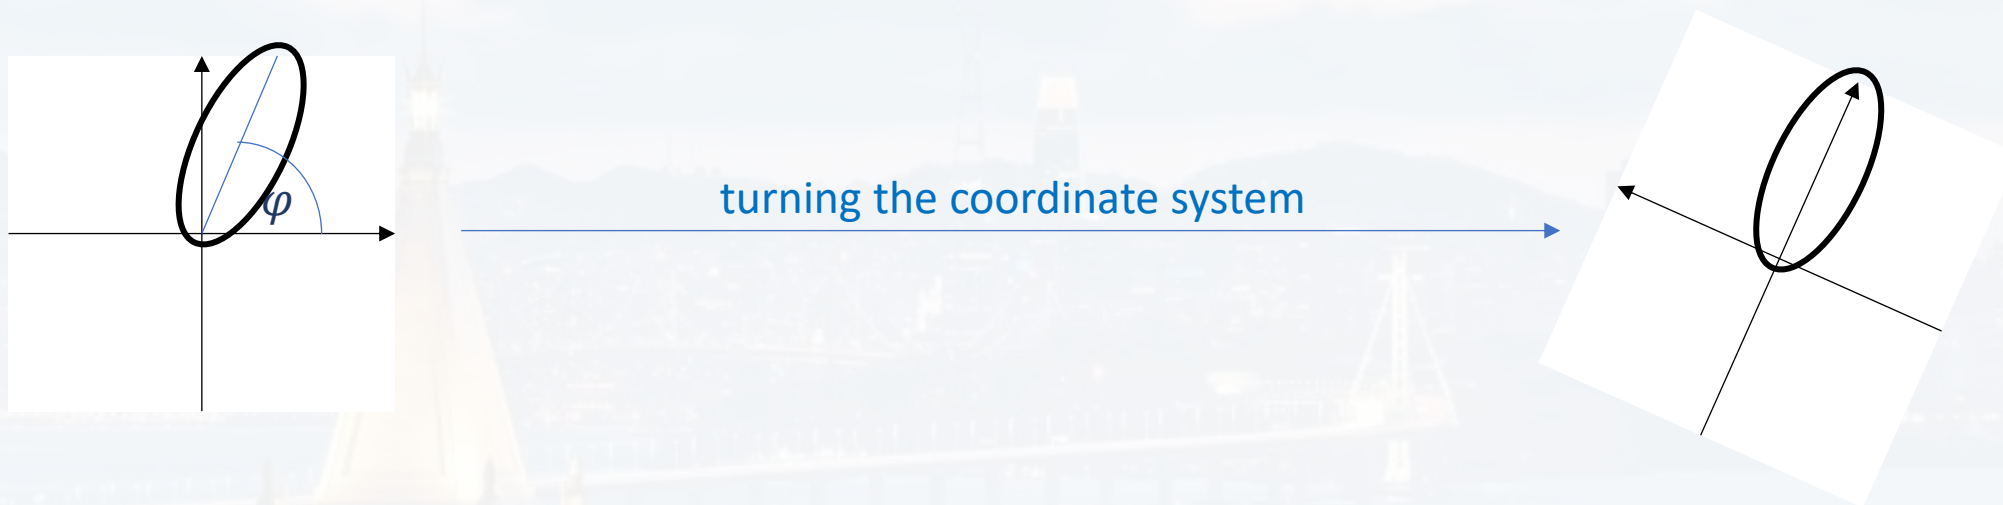 turning the coordinate system
φ